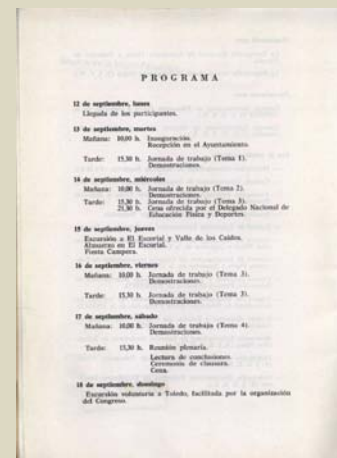 PROGRAMA
12 de septiembre, lunes
Llegada de los participantes.
13 de septiembre, martes
Mañana: 10,00 h. Inauguración.
Recepción en el Ayuntamiento.
Tarde: 15,30 h. Jornada de trabajo (Tema 1).
Demostraciones.
14 de septiembre, miércoles
Mañana: 10,00 h. Jornada de trabajo (Tema 2).
Demostraciones.
Tarde: 15,30 h. Jornada de trabajo (Tema 3).
21,30 h. Cena ofrecida por el Delegado Nacional de
Educación Física y Deportes.
15 de septiembre, jueves
Excursión a El Escorial y Valle de los Caídos.
Almuerzo en El Escorial.
Fiesta Campera.
16 de septiembre, viernes
Mañana: 10,00 h. Jornada de trabajo (Tema 3).
Demostraciones.
Tarde: 15,30 h. Jornada de trabajo (Tema 3).
Demostraciones.
17 de septiembre, sábado
Mañana: 10,00 h. Jornada de trabajo (Tema 4).
Demostraciones.
Tarde: 15,30 h. Reunión plenaria.
Lectura de conclusiones.
Ceremonia de clausura.
Cena.
18 de septiembre, domingo
Excursión voluntaria a Toledo, facilitada por la organización
del Congreso.